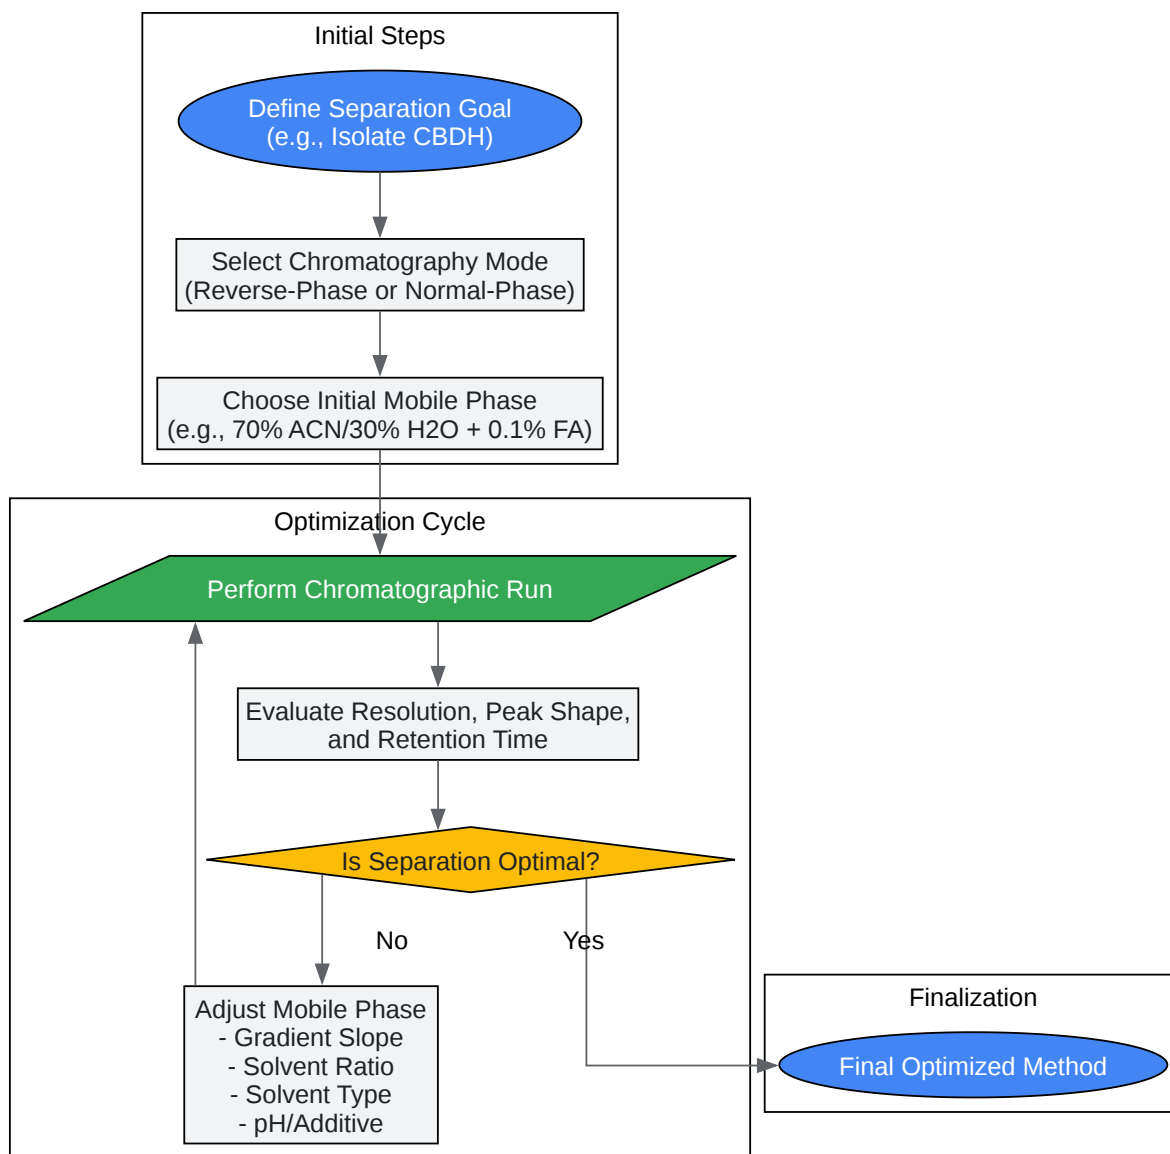 Initial Steps
Define Separation Goal
(e.g., Isolate CBDH)
Select Chromatography Mode
(Reverse-Phase or Normal-Phase)
Choose Initial Mobile Phase
(e.g., 70% ACN/30% H2O + 0.1% FA)
Optimization Cycle
Perform Chromatographic Run
Evaluate Resolution, Peak Shape,
and Retention Time
Is Separation Optimal?
No
Yes
Adjust Mobile Phase
- Gradient Slope
- Solvent Ratio
- Solvent Type
- pH/Additive
Finalization
Final Optimized Method